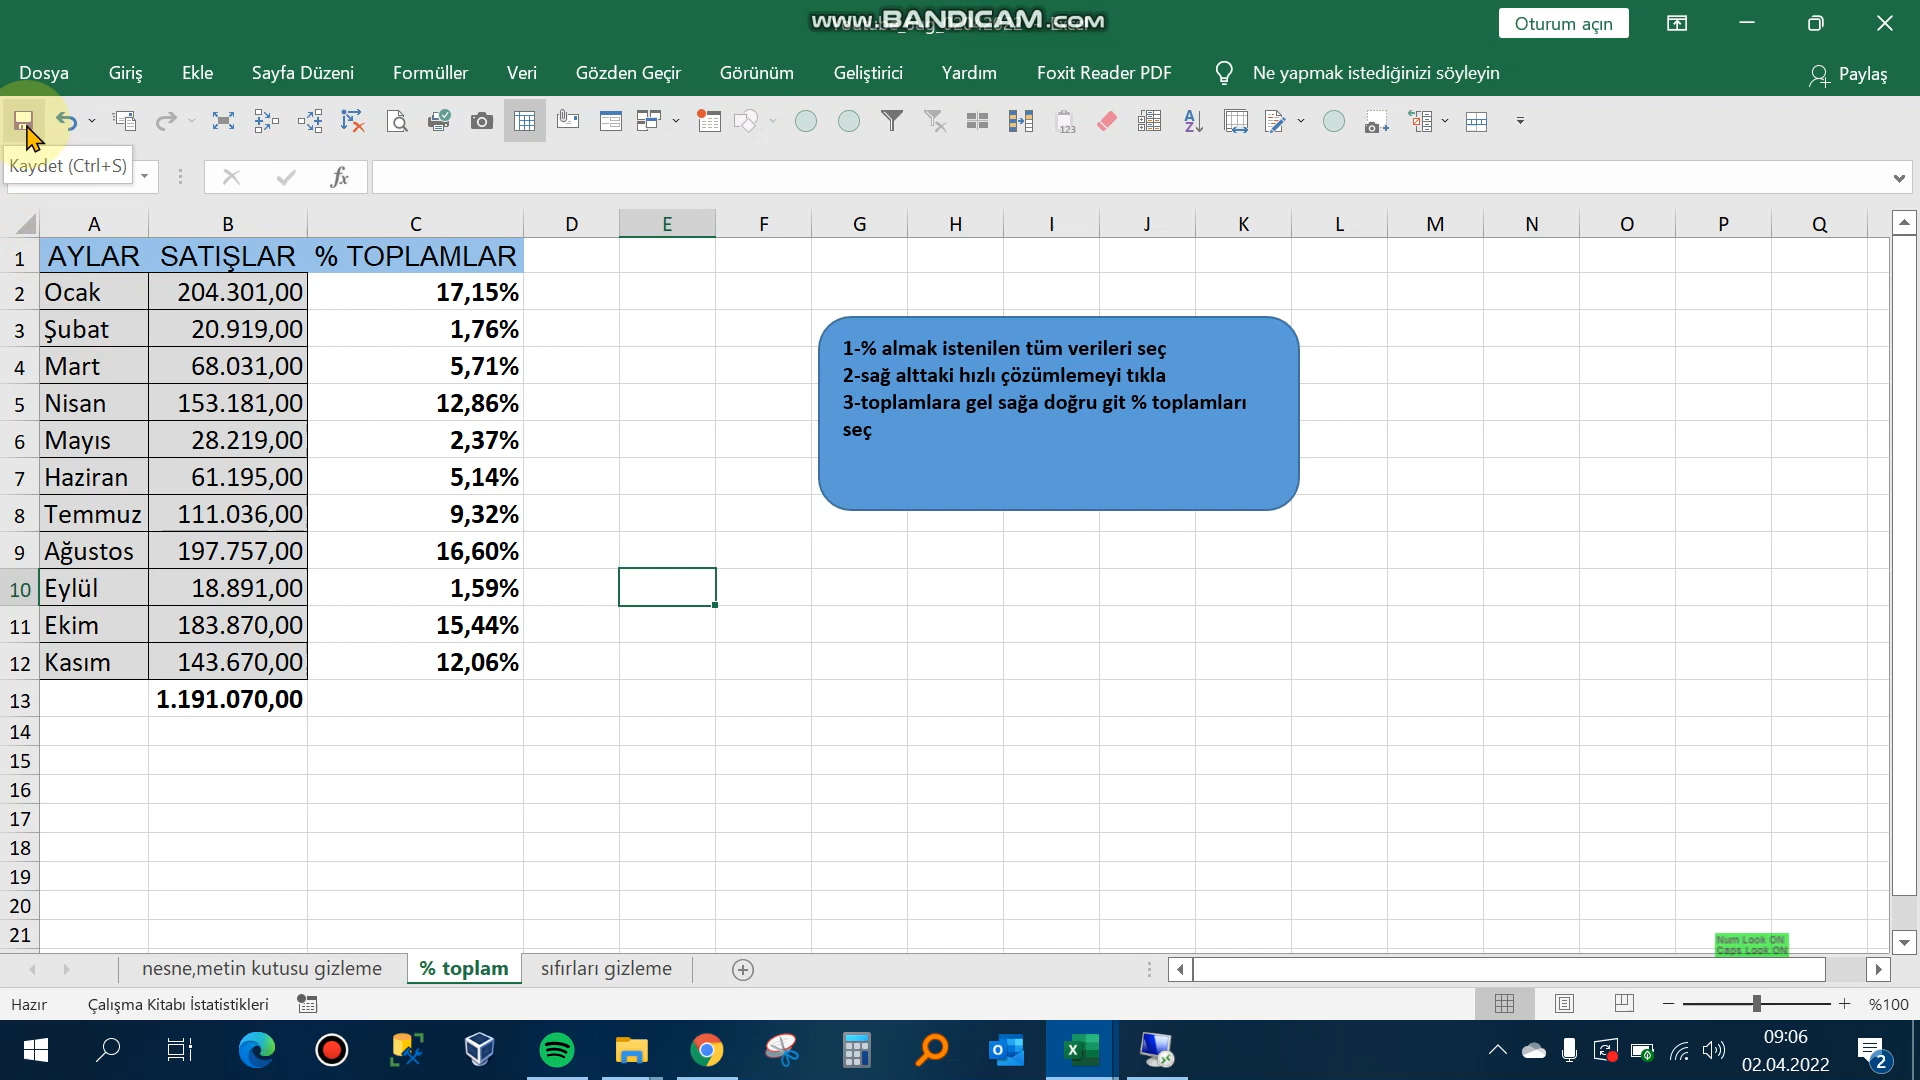 www.BANDICAM.com
Oturum açın
Dosya Giriş Ekle Sayfa Düzeni Formüller Veri Gözden Geçir Görünüm Geliştirici Yardım Foxit Reader PDF Ne yapmak istediğinizi söyleyin Paylaş
Kaydet (Ctrl+S)
fx
A B C D E F G H I J K L M N O P Q
1 AYLAR SATIŞLAR % TOPLAMLAR
2 Ocak 204.301,00 17,15%
3 Şubat 20.919,00 1,76%
4 Mart 68.031,00 5,71%
5 Nisan 153.181,00 12,86%
6 Mayıs 28.219,00 2,37%
7 Haziran 61.195,00 5,14%
8 Temmuz 111.036,00 9,32%
9 Ağustos 197.757,00 16,60%
10 Eylül 18.891,00 1,59%
11 Ekim 183.870,00 15,44%
12 Kasım 143.670,00 12,06%
13 1.191.070,00
14
15
16
17
18
19
20
21
1-% almak istenilen tüm verileri seç
2-sağ alttaki hızlı çözümlemeyi tıkla
3-toplamlara gel sağa doğru git % toplamları
seç
Num Look ON
Caps Look ON
nesne,metin kutusu gizleme % toplam sıfırları gizleme
Hazır Çalışma Kitabı İstatistikleri %100
09:06
02.04.2022
2